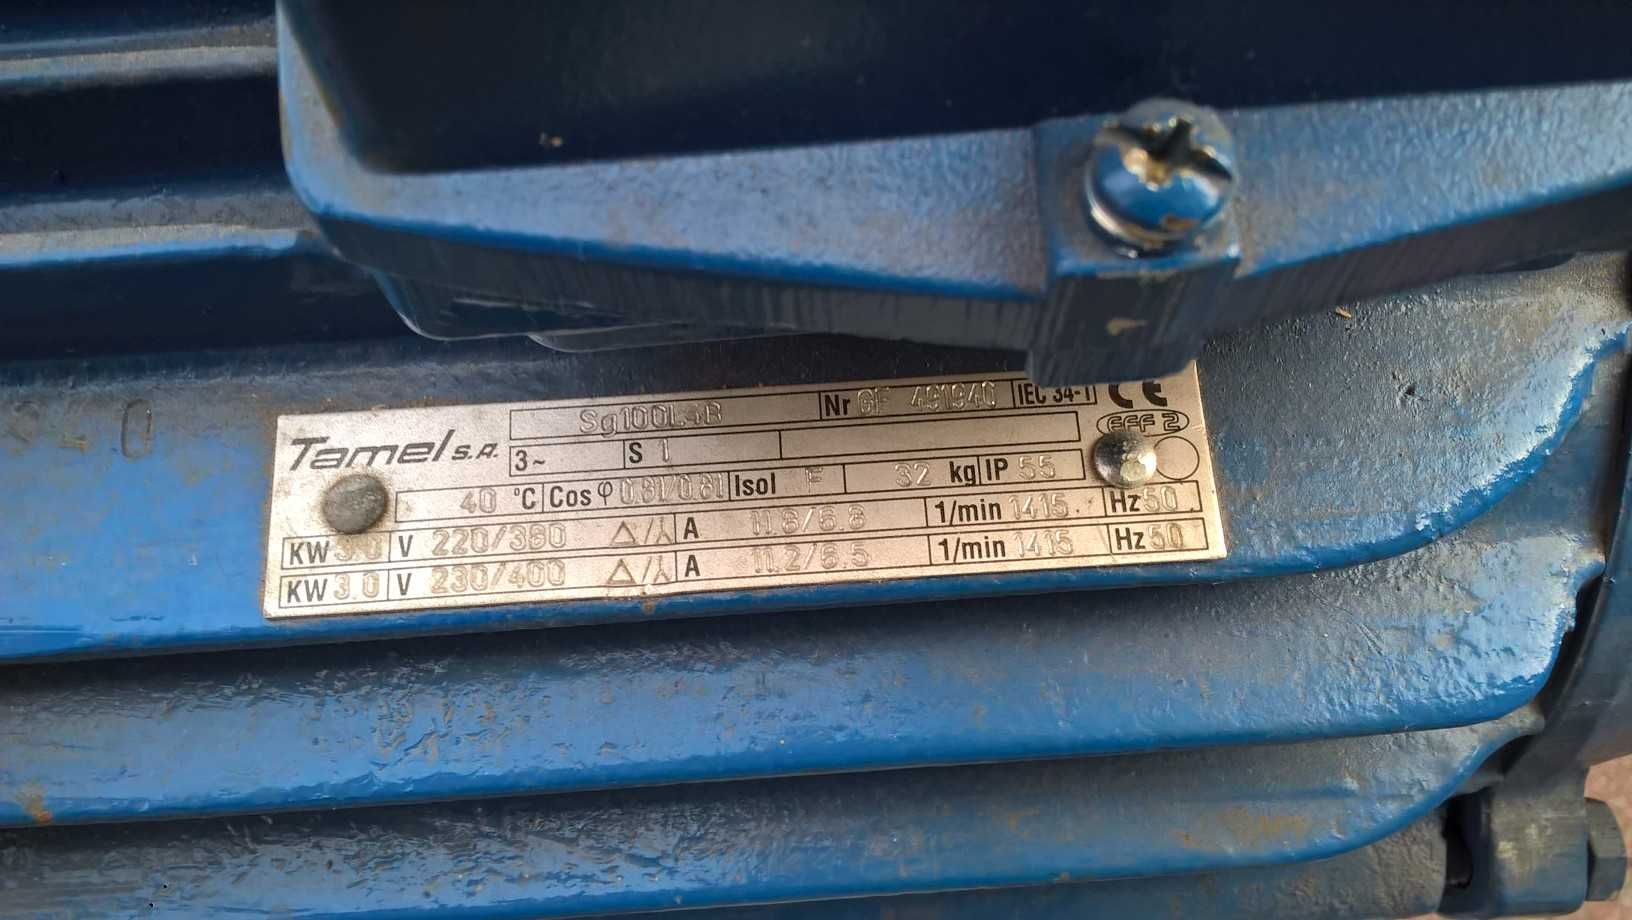 Tamel S.A.
Sg100L4B Nr GF 491940 IEC 34-1 CE
3~ S 1 EFF 2
40 °C Cos φ 0.81/0.81 Isol F 32 kg IP 55
KW 3.0 V 220/380 Δ/⅄ A 11.8/6.8 1/min 1415 Hz 50
KW 3.0 V 230/400 Δ/⅄ A 11.2/6.5 1/min 1415 Hz 50